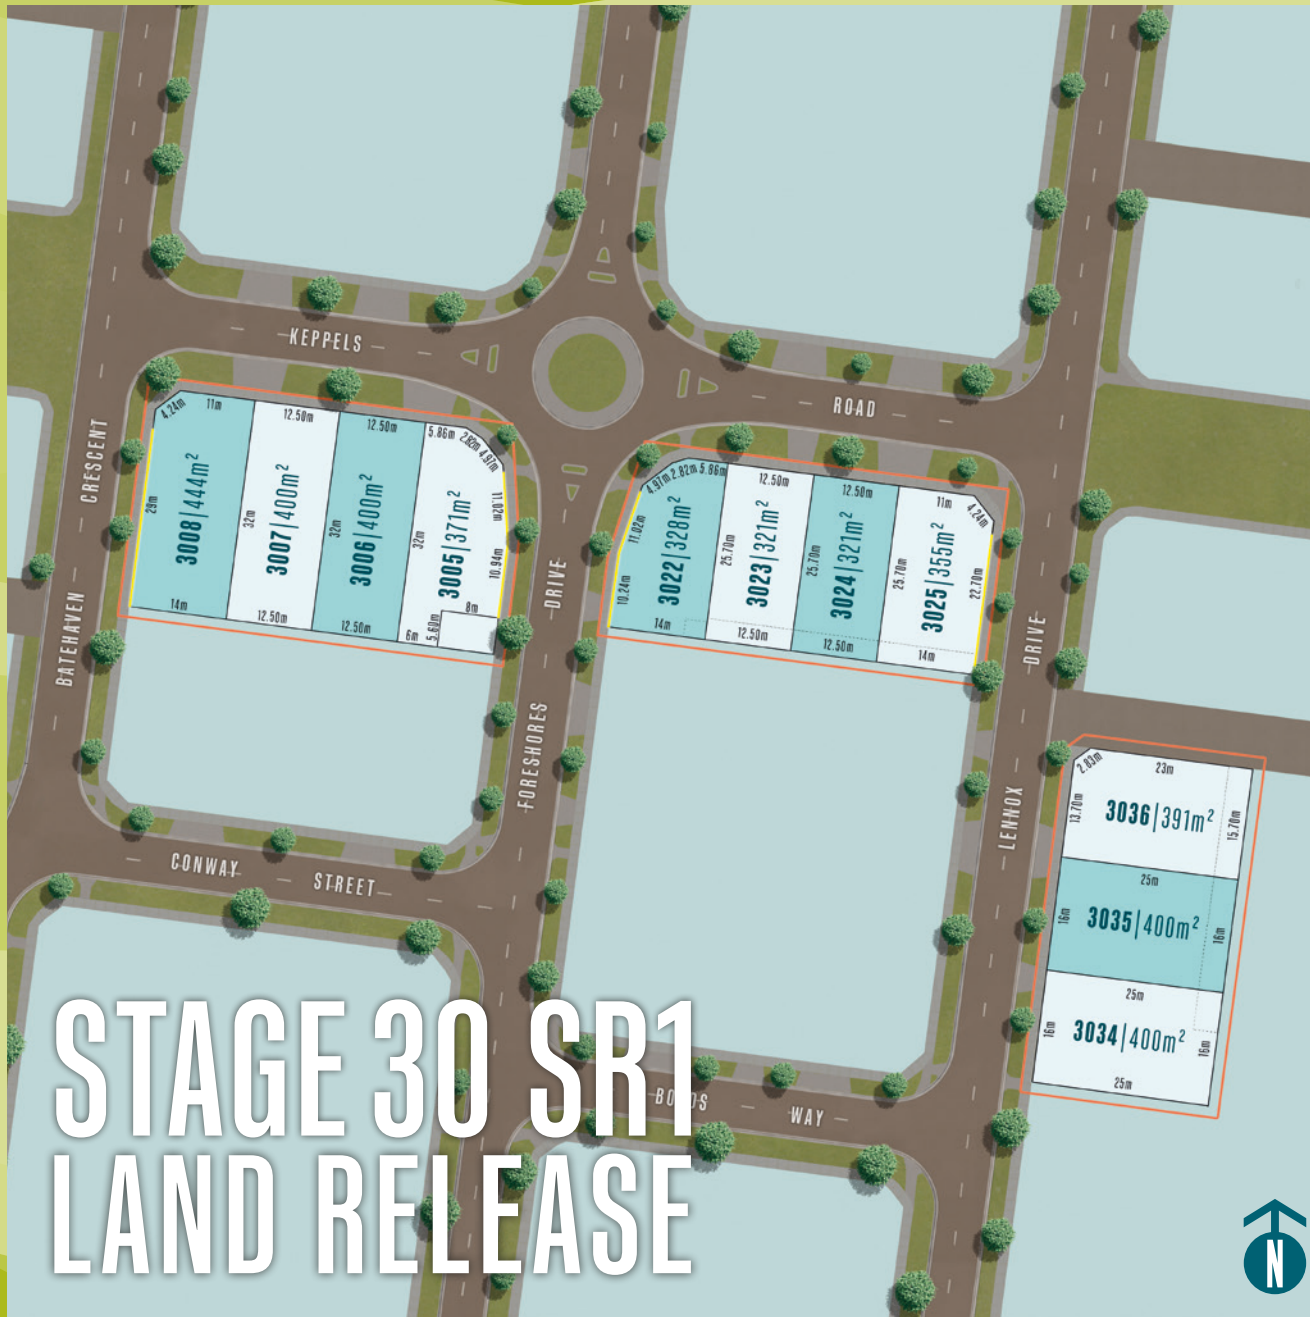 KEPPELS
ROAD
BATEHAVEN
CRESCENT
FORESHORES
DRIVE
LENNOX
DRIVE
CONWAY
STREET
WAY
4.24m
11m
29m
3008|444m²
14m
12.50m
32m
3007|400m²
12.50m
12.50m
32m
3006|400m²
12.50m
5.86m
2.82m
4.97m
11.02m
10.94m
32m
3005|371m²
8m
5.60m
6m
4.97m
2.82m
5.86m
11.02m
10.24m
3022|328m²
14m
12.50m
25.70m
3023|321m²
12.50m
12.50m
25.70m
3024|321m²
12.50m
11m
4.24m
25.70m
3025|355m²
22.70m
14m
2.83m
23m
13.70m
3036|391m²
15.70m
25m
16m
3035|400m²
16m
25m
16m
3034|400m²
16m
25m
STAGE 30 SR1
LAND RELEASE
N